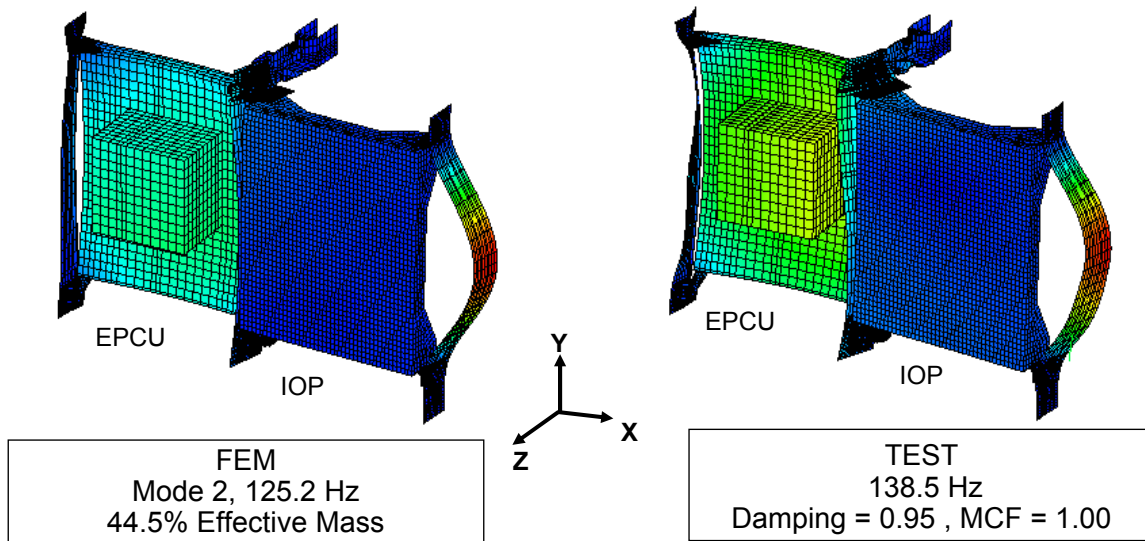 EPCU
IOP
EPCU
IOP
Y
X
Z
FEM
Mode 2, 125.2 Hz
44.5% Effective Mass
TEST
138.5 Hz
Damping = 0.95 , MCF = 1.00